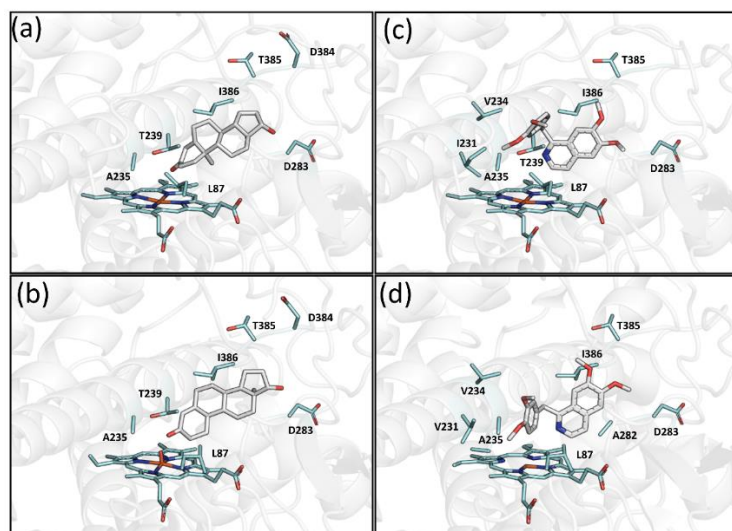 (a)
D384
T385
I386
T239
A235
D283
L87
(c)
T385
I386
V234
I231
A235
T239
D283
L87
(b)
D384
T385
I386
T239
A235
D283
L87
(d)
T385
I386
V234
V231
A235
A282
D283
L87